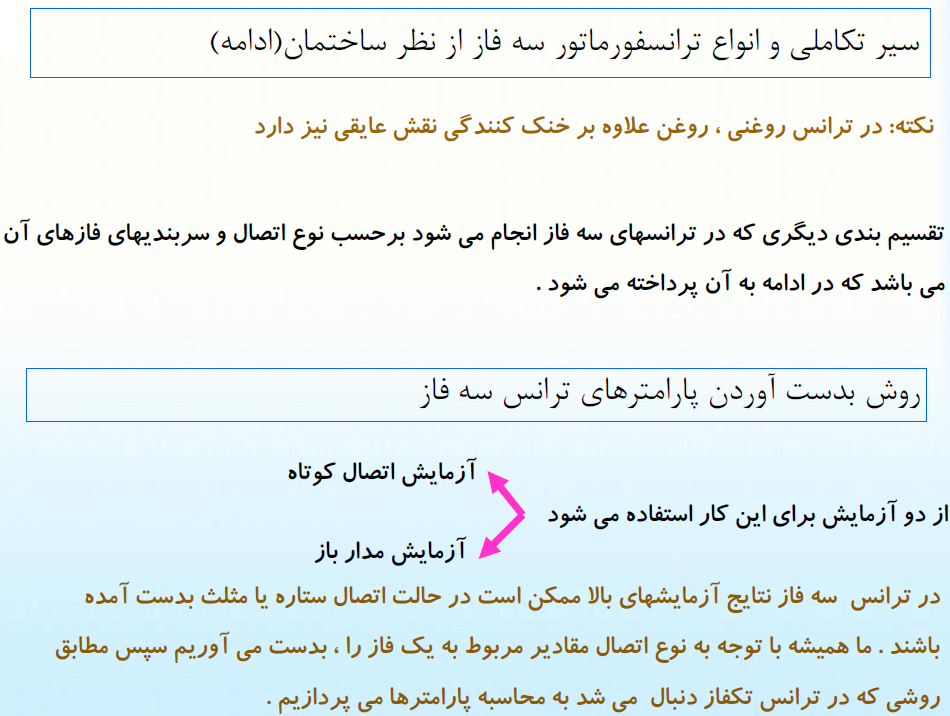 سیر تکاملی و انواع ترانسفورماتور سه فاز از نظر ساختمان(ادامه)
نکته: در ترانس روغنی ، روغن علاوه بر خنک کنندگی نقش عایقی نیز دارد
تقسیم بندی دیگری که در ترانسهای سه فاز انجام می شود برحسب نوع اتصال و سربندیهای فازهای آن
می باشد که در ادامه به آن پرداخته می شود .
روش بدست آوردن پارامترهای ترانس سه فاز
آزمایش اتصال کوتاه
از دو آزمایش برای این کار استفاده می شود
آزمایش مدار باز
در ترانس سه فاز نتایج آزمایشهای بالا ممکن است در حالت اتصال ستاره یا مثلث بدست آمده
باشند . ما همیشه با توجه به نوع اتصال مقادیر مربوط به یک فاز را ، بدست می آوریم سپس مطابق
روشی که در ترانس تکفاز دنبال می شد به محاسبه پارامترها می پردازیم .